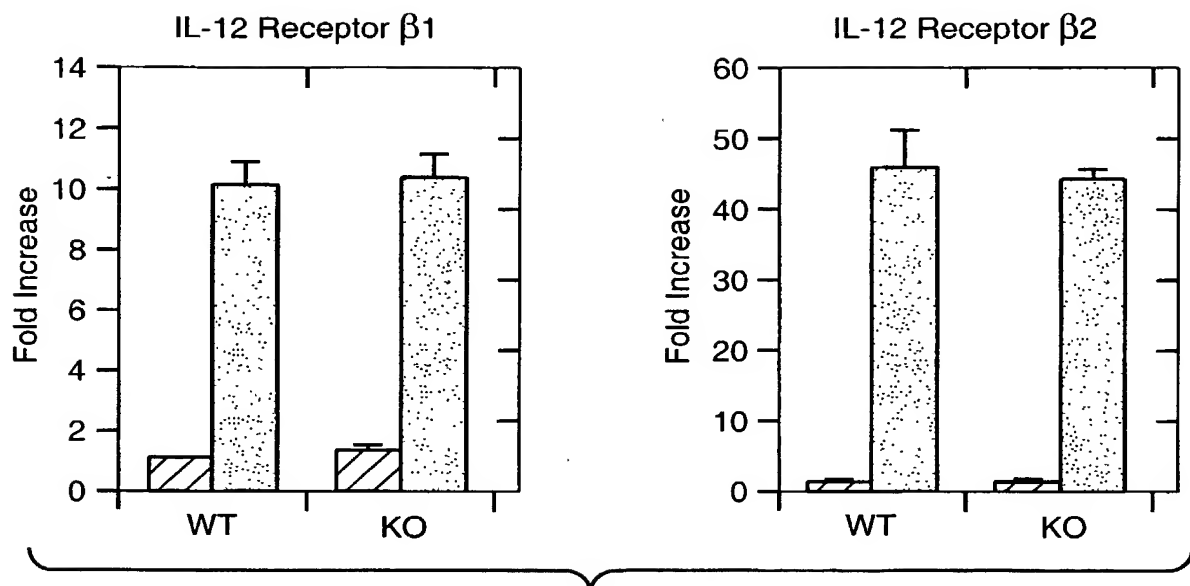 IL-12 Receptor β1
14
12
10
8
6
4
2
0
Fold Increase
WT
KO
IL-12 Receptor β2
60
50
40
30
20
10
0
Fold Increase
WT
KO